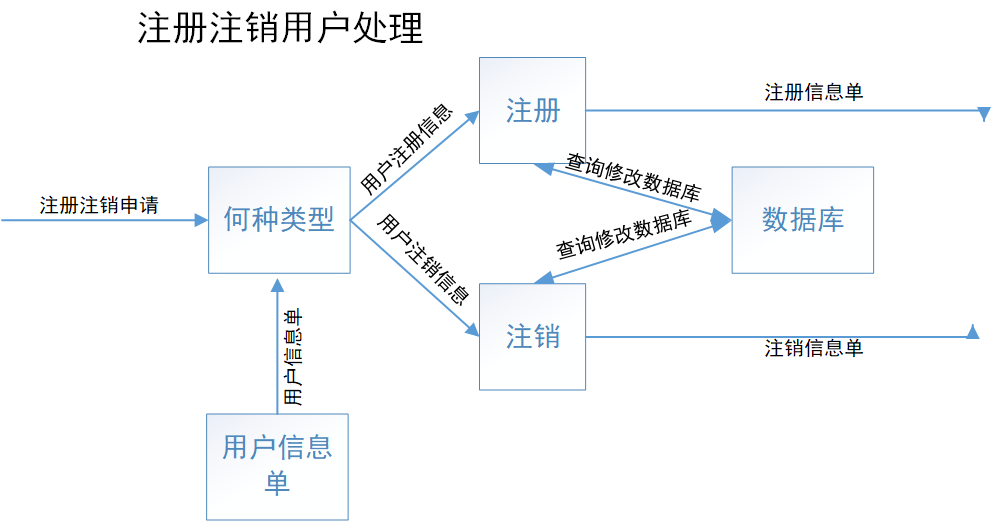 注册注销用户处理
注册信息单
注册
用户注册信息
查询修改数据库
注册注销申请
何种类型
数据库
用户注销信息
查询修改数据库
注销
注销信息单
用户信息单
用户信息
单